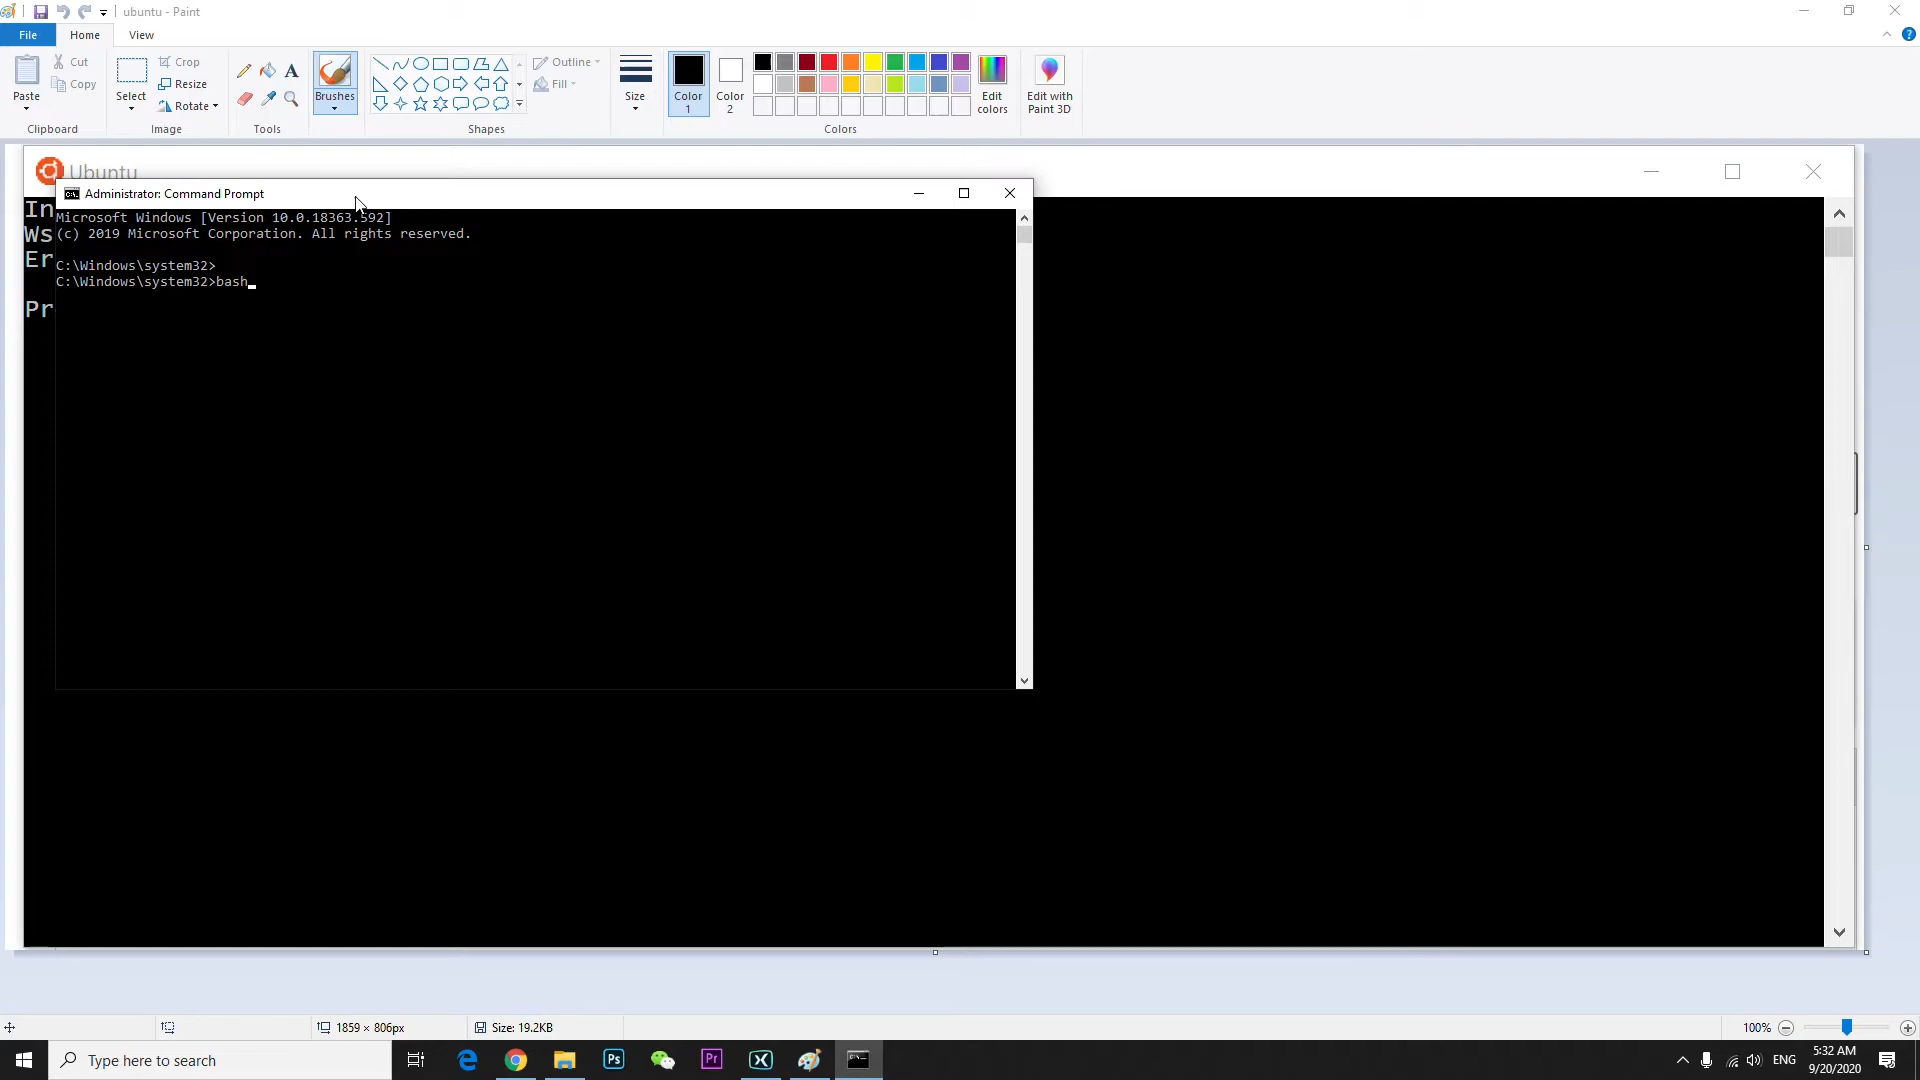 ubuntu - Paint
File
Home
View
Paste
Cut
Copy
Clipboard
Select
Crop
Resize
Rotate
Image
A
Tools
Brushes
Shapes
Outline
Fill
Size
Color 1
Color 2
Edit colors
Edit with Paint 3D
Colors
Ubuntu
Administrator: Command Prompt
In
Ws
Er
Pr
Microsoft Windows [Version 10.0.18363.592]
(c) 2019 Microsoft Corporation. All rights reserved.
C:\Windows\system32>
C:\Windows\system32>bash
1859 × 806px
Size: 19.2KB
100%
Type here to search
Ps
Pr
ENG
5:32 AM
9/20/2020